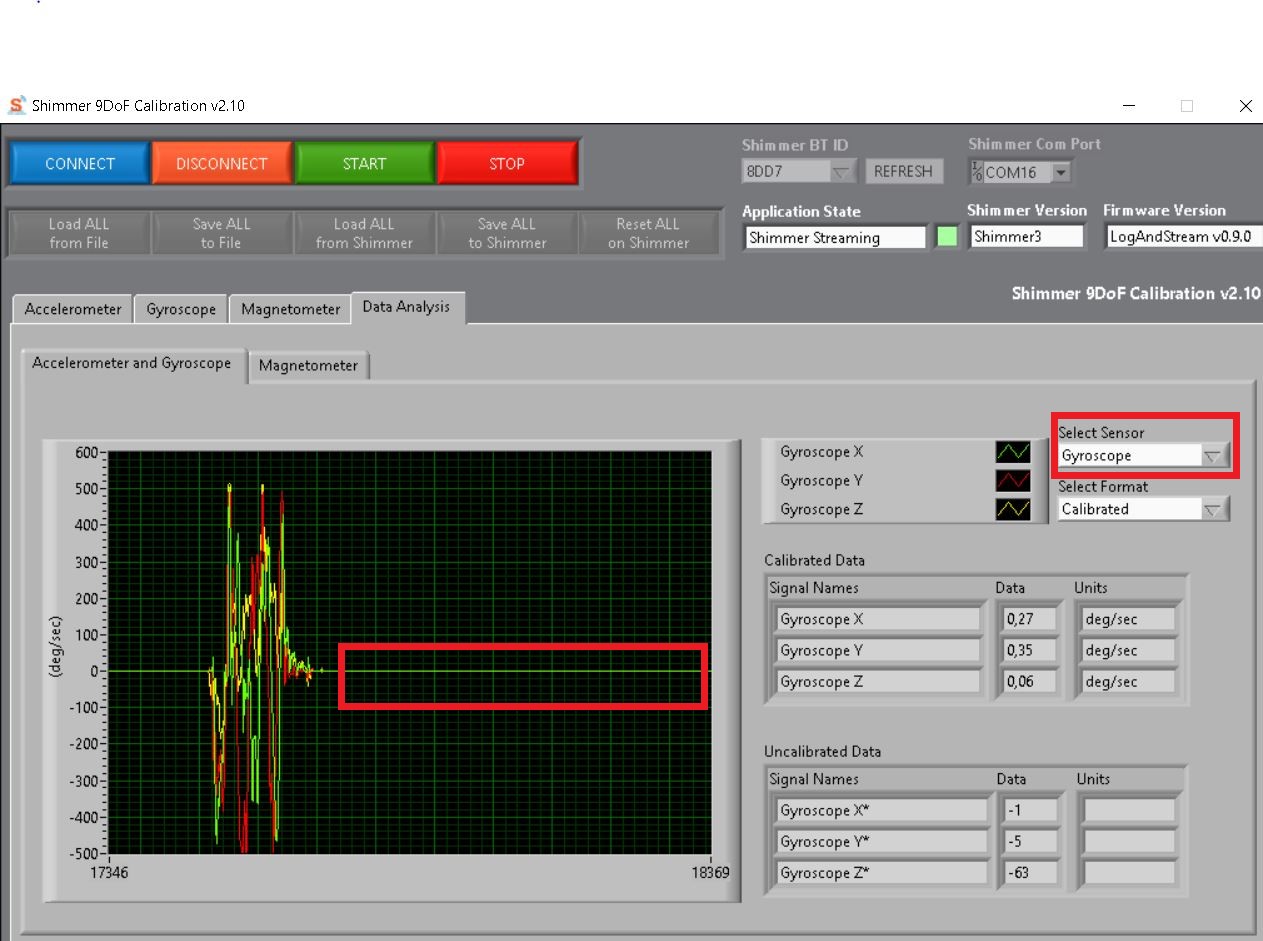 Shimmer 9DoF Calibration v2.10
CONNECT DISCONNECT START STOP
Shimmer BT ID Shimmer Com Port
8DD7 REFRESH COM16
Load ALL from File
Save ALL to File
Load ALL from Shimmer
Save ALL to Shimmer
Reset ALL on Shimmer
Application State Shimmer Version Firmware Version
Shimmer Streaming Shimmer3 LogAndStream v0.9.0
Shimmer 9DoF Calibration v2.10
Accelerometer Gyroscope Magnetometer Data Analysis
Accelerometer and Gyroscope Magnetometer
(deg/sec)
600
500
400
300
200
100
0
-100
-200
-300
-400
-500
17346 18369
Gyroscope X
Gyroscope Y
Gyroscope Z
Select Sensor
Gyroscope
Select Format
Calibrated
Calibrated Data
Signal Names Data Units
Gyroscope X 0,27 deg/sec
Gyroscope Y 0,35 deg/sec
Gyroscope Z 0,06 deg/sec
Uncalibrated Data
Signal Names Data Units
Gyroscope X* -1
Gyroscope Y* -5
Gyroscope Z* -63